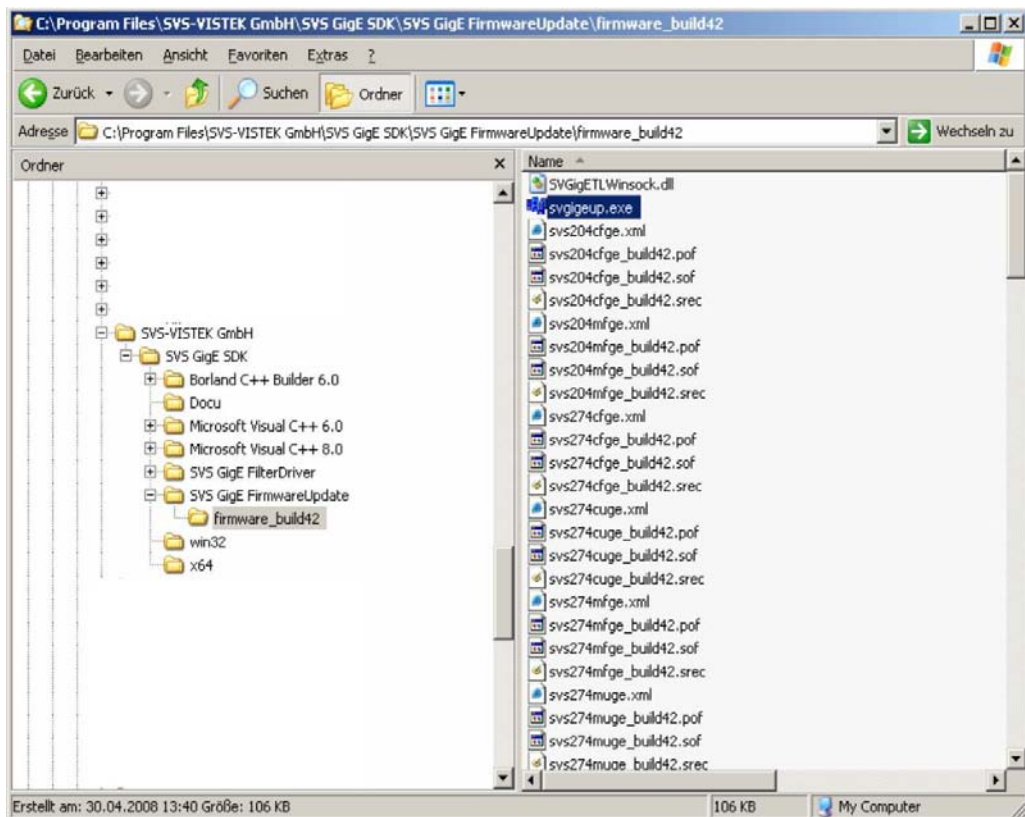 C:\Program Files\SVS-VISTEK GmbH\SVS GigE SDK\SVS GigE FirmwareUpdate\firmware_build42
Datei Bearbeiten Ansicht Favoriten Extras ?
Zurück Suchen Ordner
Adresse C:\Program Files\SVS-VISTEK GmbH\SVS GigE SDK\SVS GigE FirmwareUpdate\firmware_build42 Wechseln zu
Ordner
SVS-VISTEK GmbH
SVS GigE SDK
Borland C++ Builder 6.0
Docu
Microsoft Visual C++ 6.0
Microsoft Visual C++ 8.0
SVS GigE FilterDriver
SVS GigE FirmwareUpdate
firmware_build42
win32
x64
Name
SVGigETLWinsock.dll
svgigeup.exe
svs204cfge.xml
svs204cfge_build42.pof
svs204cfge_build42.sof
svs204cfge_build42.srec
svs204mfge.xml
svs204mfge_build42.pof
svs204mfge_build42.sof
svs204mfge_build42.srec
svs274cfge.xml
svs274cfge_build42.pof
svs274cfge_build42.sof
svs274cfge_build42.srec
svs274cuge.xml
svs274cuge_build42.pof
svs274cuge_build42.sof
svs274cuge_build42.srec
svs274mfge.xml
svs274mfge_build42.pof
svs274mfge_build42.sof
svs274mfge_build42.srec
svs274muge.xml
svs274muge_build42.pof
svs274muge_build42.sof
svs274muge_build42.srec
Erstellt am: 30.04.2008 13:40 Größe: 106 KB 106 KB My Computer